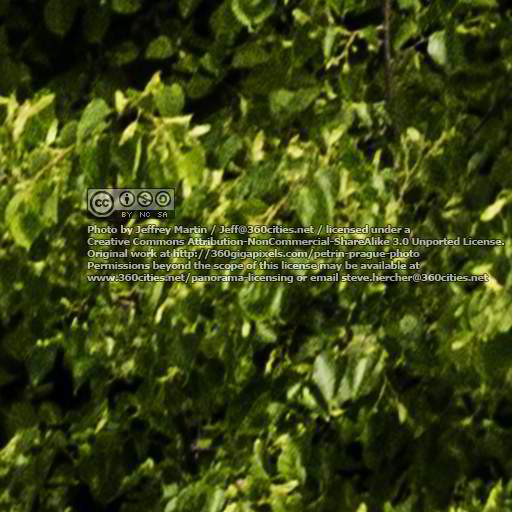 cc BY NC SA
Photo by Jeffrey Martin / Jeff@360cities.net / licensed under a
Creative Commons Attribution-NonCommercial-ShareAlike 3.0 Unported License.
Original work at http://360gigapixels.com/petrin-prague-photo
Permissions beyond the scope of this license may be available at
www.360cities.net/panorama-licensing or email steve.hercher@360cities.net